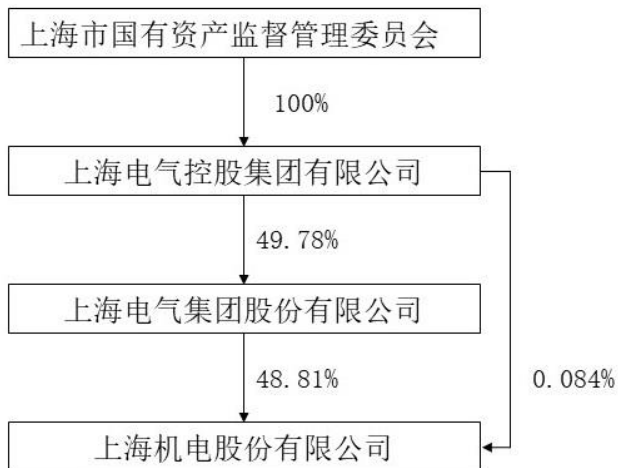 上海市国有资产监督管理委员会
100%
上海电气控股集团有限公司
49.78%
上海电气集团股份有限公司
48.81%
0.084%
上海机电股份有限公司